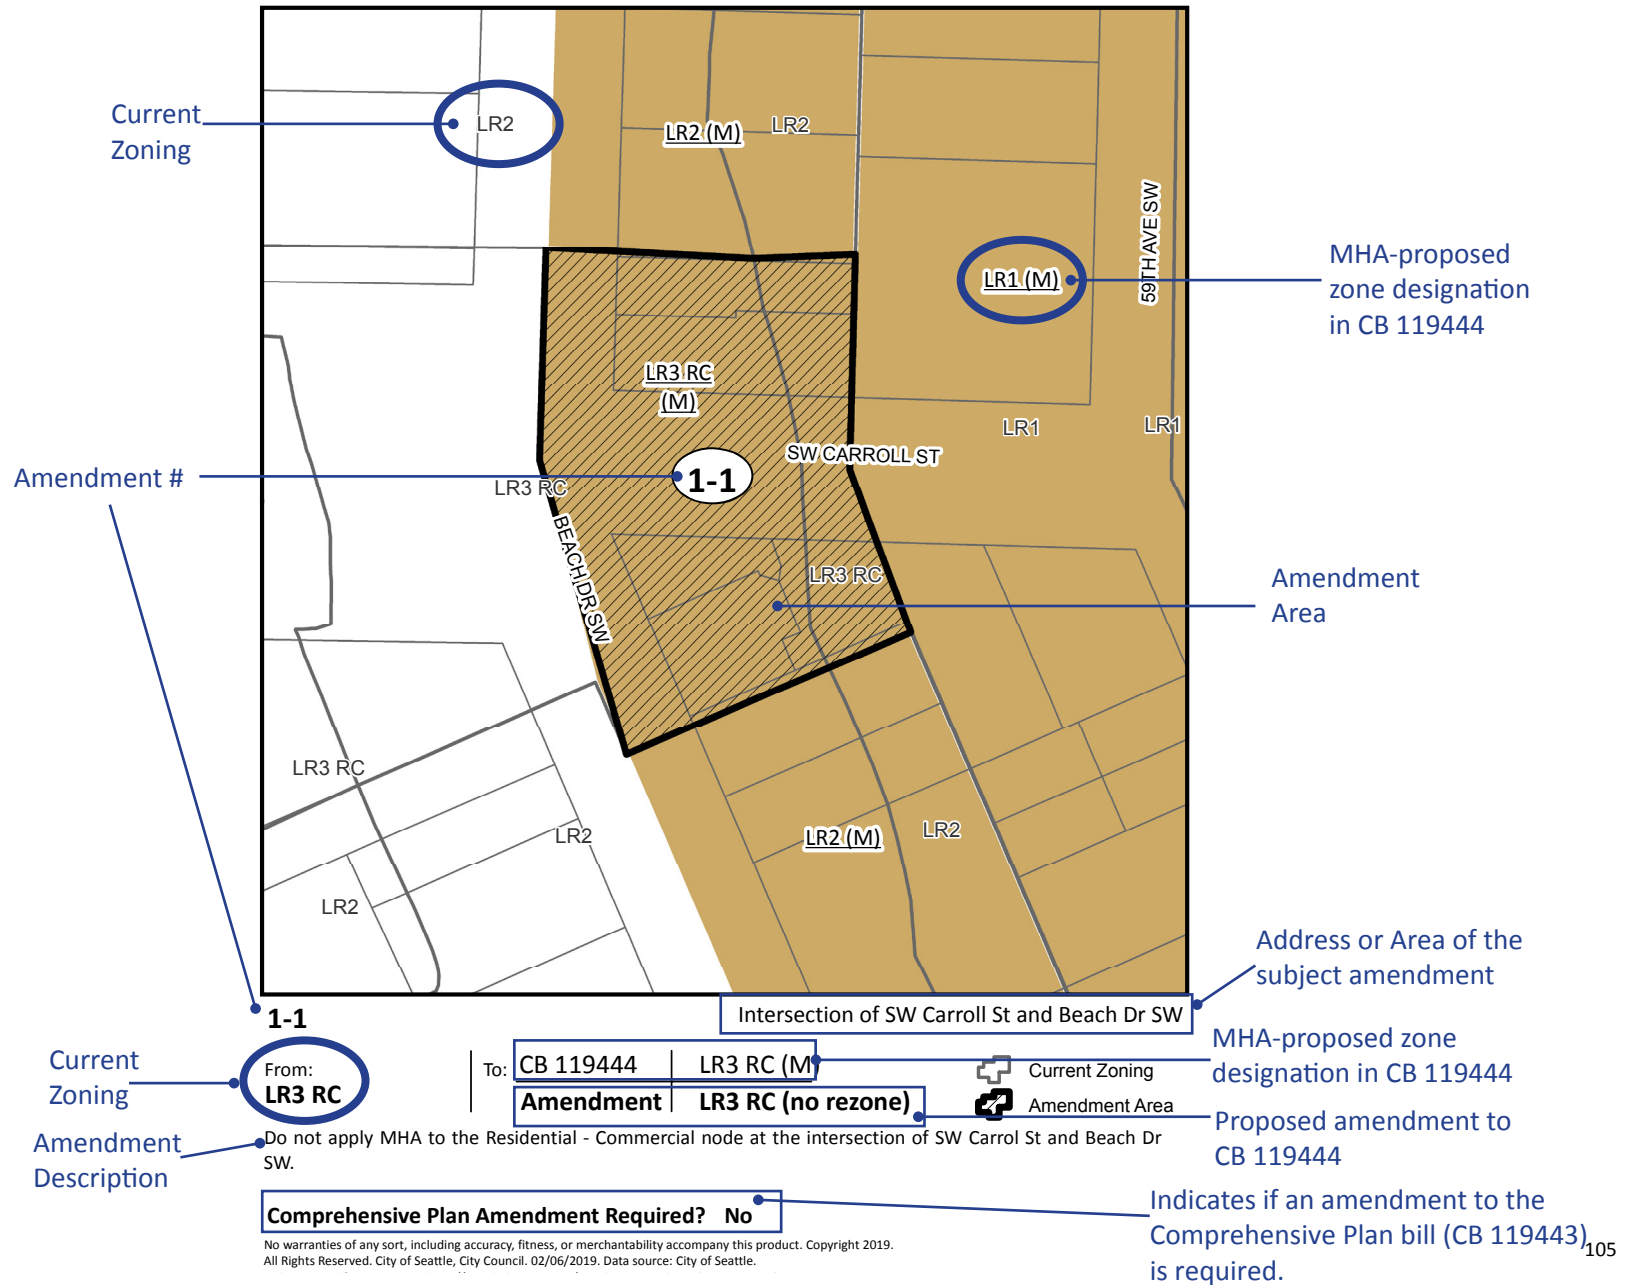 Current
Zoning
LR2
LR2 (M)
LR2
59TH AVE SW
LR1 (M)
MHA-proposed
zone designation
in CB 119444
LR3 RC
(M)
LR1
LR1
SW CARROLL ST
Amendment #
1-1
LR3 RC
BEACH DR SW
LR3 RC
Amendment
Area
LR3 RC
LR2
LR2 (M)
LR2
LR2
Address or Area of the
subject amendment
1-1
Intersection of SW Carroll St and Beach Dr SW
Current
Zoning
From:
LR3 RC
To:
CB 119444 LR3 RC (M)
Amendment LR3 RC (no rezone)
Current Zoning
Amendment Area
MHA-proposed zone
designation in CB 119444
Proposed amendment to
CB 119444
Amendment
Description
Do not apply MHA to the Residential - Commercial node at the intersection of SW Carrol St and Beach Dr
SW.
Comprehensive Plan Amendment Required? No
Indicates if an amendment to the
Comprehensive Plan bill (CB 119443)
is required.
No warranties of any sort, including accuracy, fitness, or merchantability accompany this product. Copyright 2019.
All Rights Reserved. City of Seattle, City Council. 02/06/2019. Data source: City of Seattle.
105